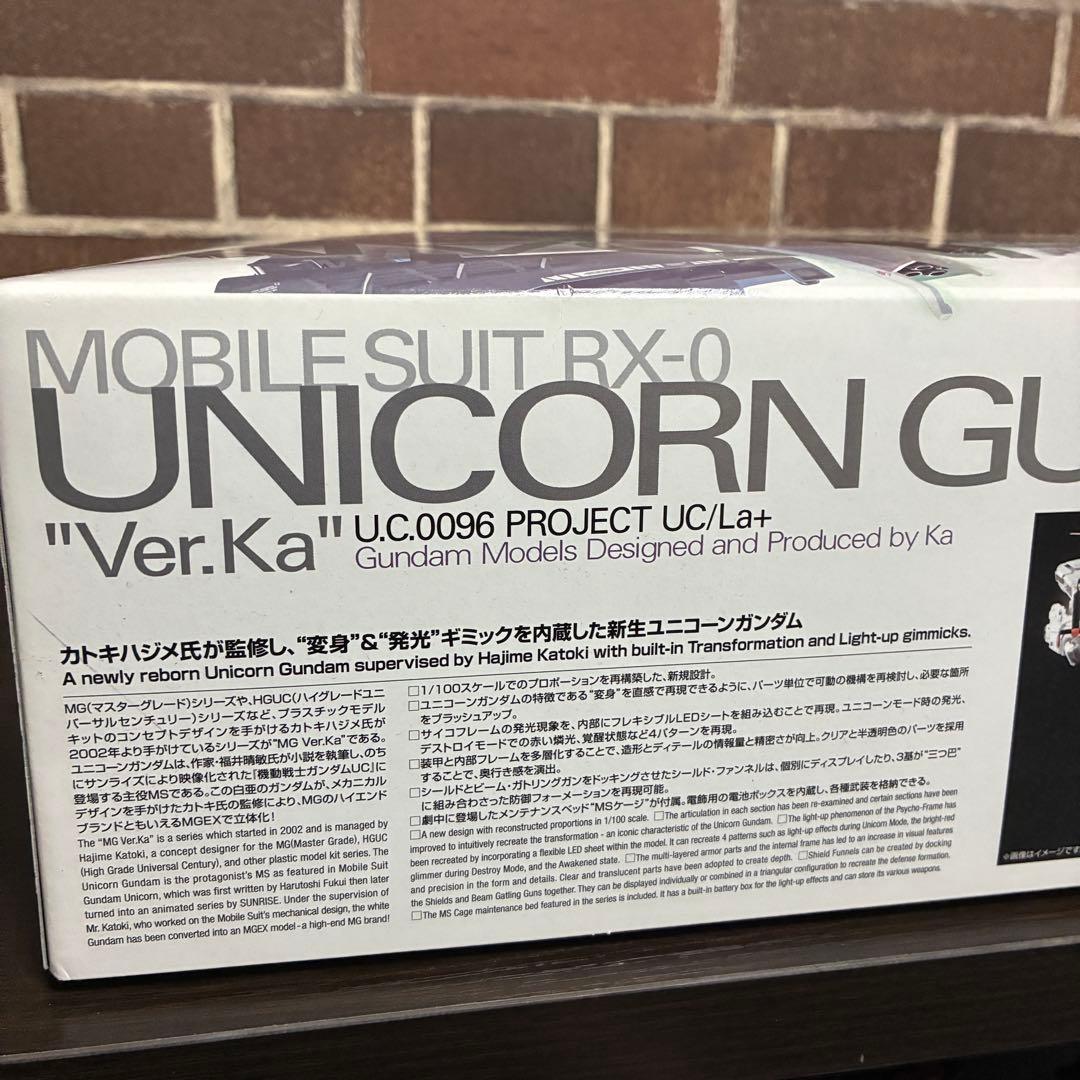 MOBILE SUIT RX-0
UNICORN GU
"Ver.Ka"
U.C.0096 PROJECT UC/La+
Gundam Models Designed and Produced by Ka
カトキハジメ氏が監修し、“変身”&“発光”ギミックを内蔵した新生ユニコーンガンダム
A newly reborn Unicorn Gundam supervised by Hajime Katoki with built-in Transformation and Light-up gimmicks.
MG(マスターグレード)シリーズや、HGUC(ハイグレードユニ
バーサルセンチュリー)シリーズなど、プラスチックモデル
キットのコンセプトデザインを手がけるカトキハジメ氏が
2002年より手がけているシリーズが“MG Ver.Ka”である。
ユニコーンガンダムは、作家・福井晴敏氏が小説を執筆し、のち
にサンライズにより映像化された「機動戦士ガンダムUC」に
登場する主役MSである。この白亜のガンダムが、メカニカル
デザインを手がけたカトキ氏の監修により、MGのハイエンド
ブランドともいえるMGEXで立体化!
The “MG Ver.Ka” is a series which started in 2002 and is managed by
Hajime Katoki, a concept designer for the MG(Master Grade), HGUC
(High Grade Universal Century), and other plastic model kit series. The
Unicorn Gundam is the protagonist's MS as featured in Mobile Suit
Gundam Unicorn, which was first written by Harutoshi Fukui then later
turned into an animated series by SUNRISE. Under the supervision of
Mr. Katoki, who worked on the Mobile Suit's mechanical design, the white
Gundam has been converted into an MGEX model - a high-end MG brand!
□1/100スケールでのプロポーションを再構築した、新規設計。
□ユニコーンガンダムの特徴である“変身”を直感で再現できるように、パーツ単位で可動の機構を再検討し、必要な箇所
をブラッシュアップ。
□サイコフレームの発光現象を、内部にフレキシブルLEDシートを組み込むことで再現。ユニコーンモード時の発光、
デストロイモードでの赤い燐光、覚醒状態など4パターンを再現。
□装甲と内部フレームを多層化することで、造形とディテールの情報量と精密さが向上。クリアと半透明色のパーツを採用
することで、奥行き感を演出。
□シールドとビーム・ガトリングガンをドッキングさせたシールド・ファンネルは、個別にディスプレイしたり、3基が“三つ巴”
に組み合わさった防御フォーメーションを再現可能。
□劇中に登場したメンテナンスベッド“MSケージ”が付属。電飾用の電池ボックスを内蔵し、各種武装を格納できる。
□A new design with reconstructed proportions in 1/100 scale. □The articulation in each section has been re-examined and certain sections have been
improved to intuitively recreate the transformation - an iconic characteristic of the Unicorn Gundam. □The light-up phenomenon of the Psycho-Frame has
been recreated by incorporating a flexible LED sheet within the model. It can recreate 4 patterns such as light-up effects during Unicorn Mode, the bright-red
glimmer during Destroy Mode, and the Awakened state. □The multi-layered armor parts and the internal frame has led to an increase in visual features
and precision in the form and details. Clear and translucent parts have been adopted to create depth. □Shield Funnels can be created by docking
the Shields and Beam Gatling Guns together. They can be displayed individually or combined in a triangular configuration to recreate the defense formation.
□The MS Cage maintenance bed featured in the series is included. It has a built-in battery box for the light-up effects and can store its various weapons.
※画像はイメージです